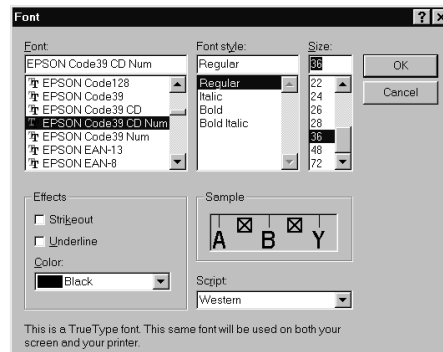 Font
? ×
Font:
EPSON Code39 CD Num
EPSON Code128
EPSON Code39
EPSON Code39 CD
EPSON Code39 CD Num
EPSON Code39 Num
EPSON EAN-13
EPSON EAN-8
Font style:
Regular
Regular
Italic
Bold
Bold Italic
Size:
36
22
24
26
28
36
48
72
OK
Cancel
Effects
Strikeout
Underline
Color:
Black
Sample
A B Y
Script:
Western
This is a TrueType font. This same font will be used on both your
screen and your printer.